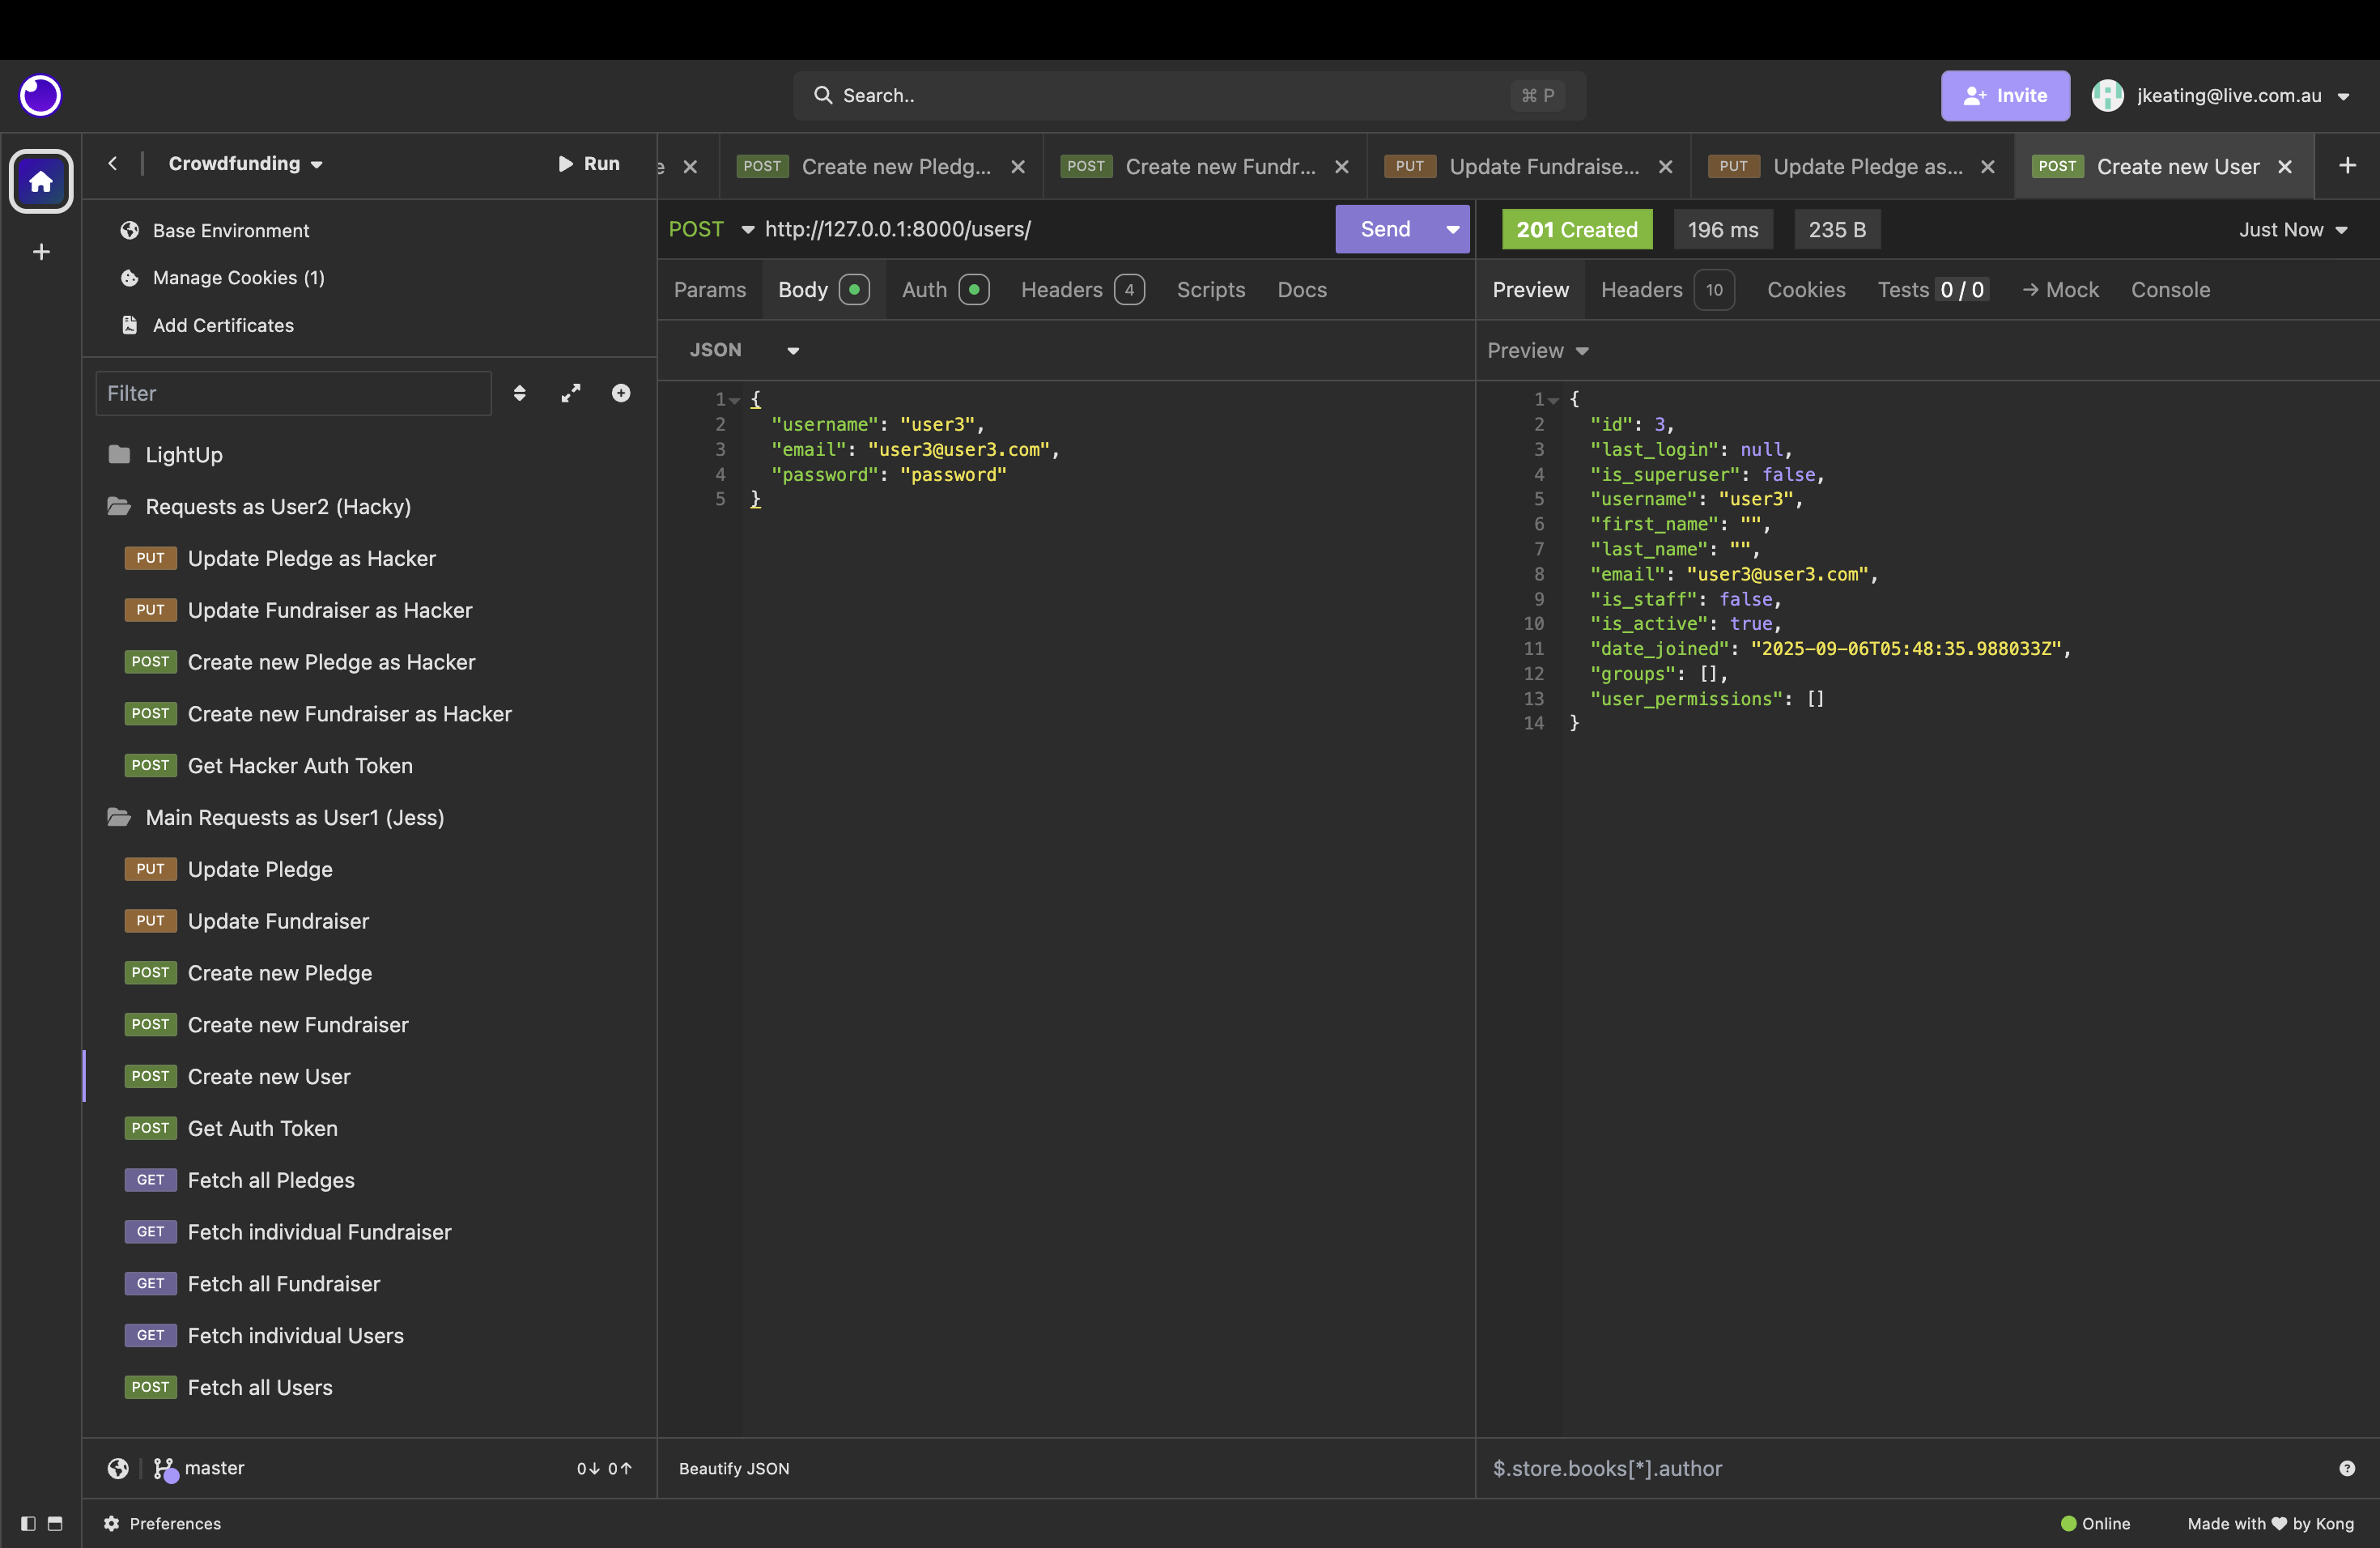 Search..
⌘ P
Invite
jkeating@live.com.au
Crowdfunding
Run
e
POST Create new Pledg...
POST Create new Fundr...
PUT Update Fundraise...
PUT Update Pledge as...
POST Create new User
Base Environment
Manage Cookies (1)
Add Certificates
Filter
LightUp
Requests as User2 (Hacky)
PUT Update Pledge as Hacker
PUT Update Fundraiser as Hacker
POST Create new Pledge as Hacker
POST Create new Fundraiser as Hacker
POST Get Hacker Auth Token
Main Requests as User1 (Jess)
PUT Update Pledge
PUT Update Fundraiser
POST Create new Pledge
POST Create new Fundraiser
POST Create new User
POST Get Auth Token
GET Fetch all Pledges
GET Fetch individual Fundraiser
GET Fetch all Fundraiser
GET Fetch individual Users
POST Fetch all Users
master
0↓ 0↑
POST http://127.0.0.1:8000/users/
Send
Params Body Auth Headers 4 Scripts Docs
JSON
1 {
2 "username": "user3",
3 "email": "user3@user3.com",
4 "password": "password"
5 }
Beautify JSON
201 Created 196 ms 235 B
Just Now
Preview Headers 10 Cookies Tests 0 / 0 → Mock Console
Preview
1 {
2 "id": 3,
3 "last_login": null,
4 "is_superuser": false,
5 "username": "user3",
6 "first_name": "",
7 "last_name": "",
8 "email": "user3@user3.com",
9 "is_staff": false,
10 "is_active": true,
11 "date_joined": "2025-09-06T05:48:35.988033Z",
12 "groups": [],
13 "user_permissions": []
14 }
$.store.books[*].author
Preferences
Online
Made with ♥ by Kong